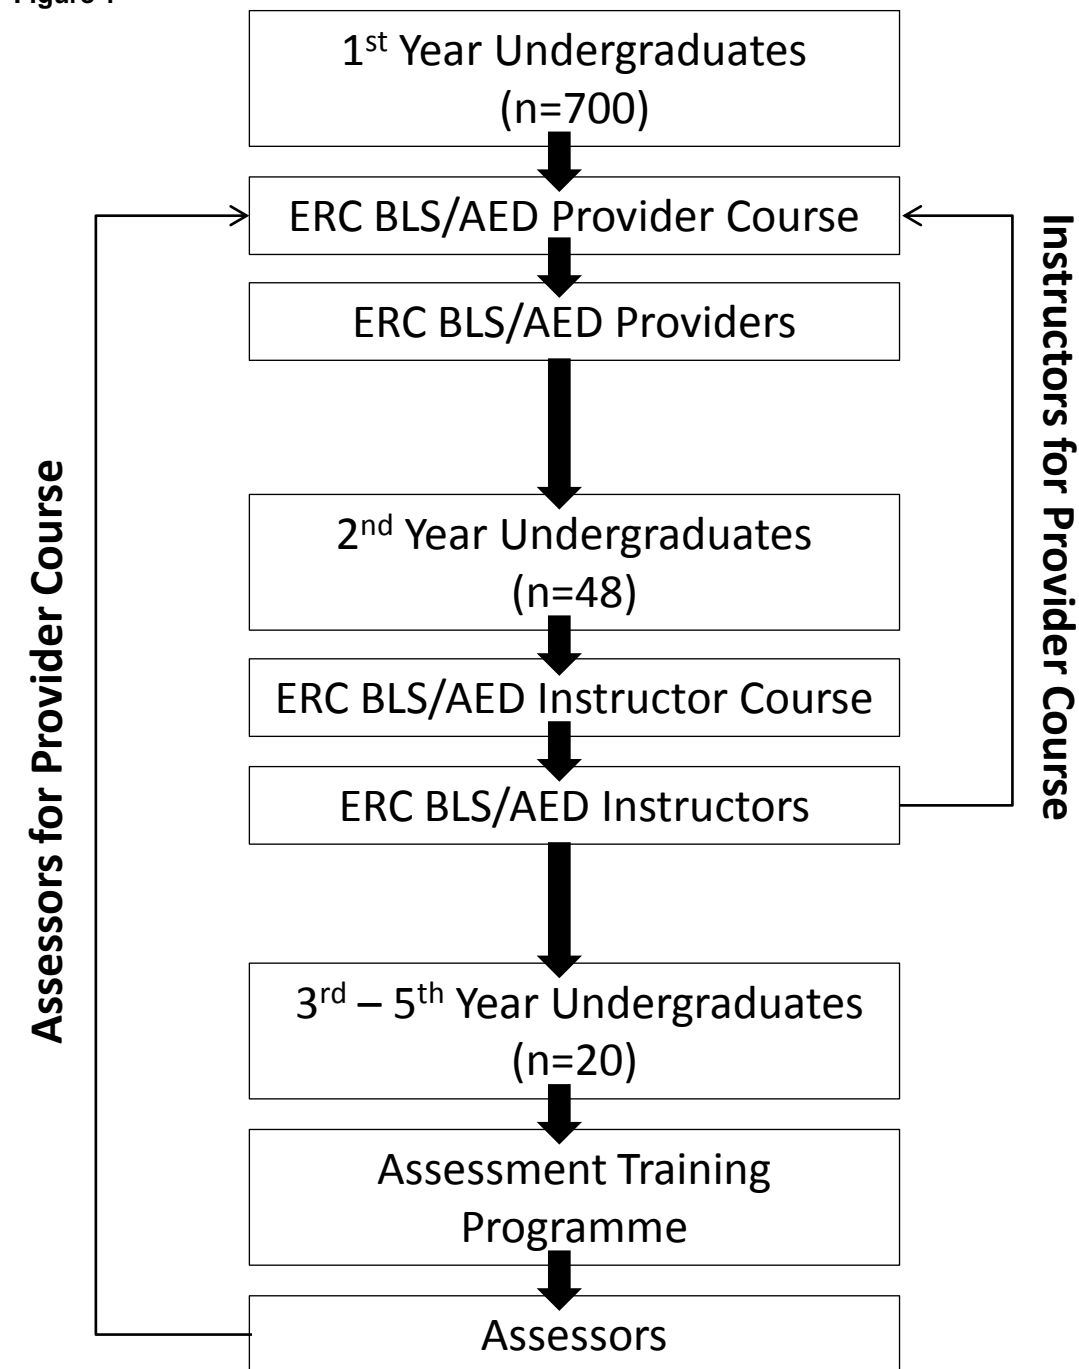 1st Year Undergraduates
(n=700)
ERC BLS/AED Provider Course
ERC BLS/AED Providers
2nd Year Undergraduates
(n=48)
ERC BLS/AED Instructor Course
ERC BLS/AED Instructors
3rd – 5th Year Undergraduates
(n=20)
Assessment Training
Programme
Assessors
Assessors for Provider Course
Instructors for Provider Course